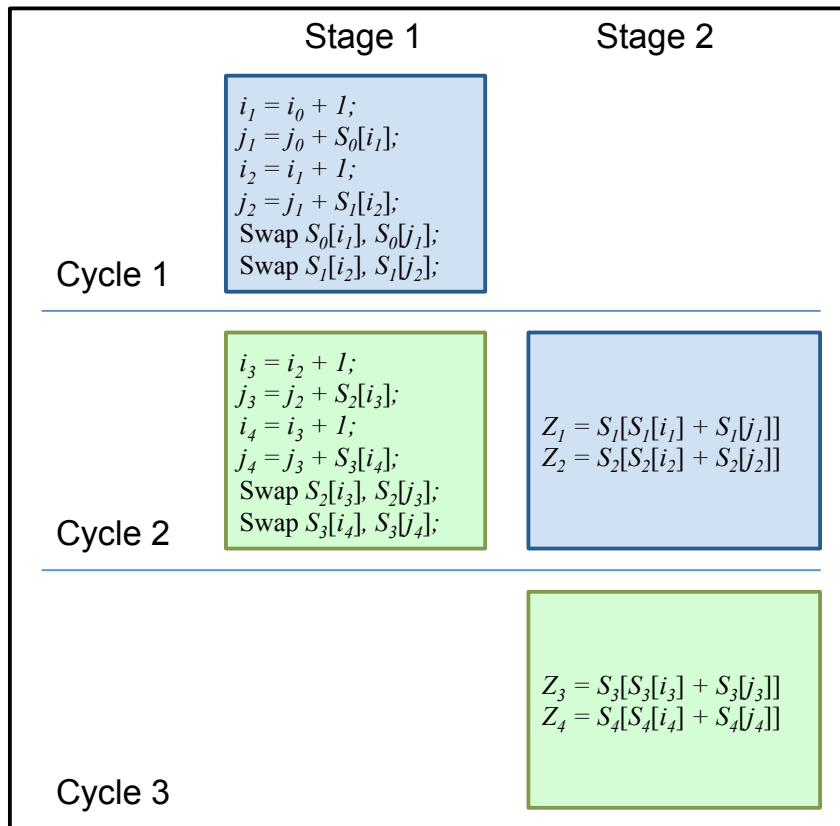 Stage 1 Stage 2
i₁ = i₀ + 1;
j₁ = j₀ + S₀[i₁];
i₂ = i₁ + 1;
j₂ = j₁ + S₁[i₂];
Swap S₀[i₁], S₀[j₁];
Swap S₁[i₂], S₁[j₂];
Cycle 1
i₃ = i₂ + 1;
j₃ = j₂ + S₂[i₃];
i₄ = i₃ + 1;
j₄ = j₃ + S₃[i₄];
Swap S₂[i₃], S₂[j₃];
Swap S₃[i₄], S₃[j₄];
Z₁ = S₁[S₁[i₁] + S₁[j₁]]
Z₂ = S₂[S₂[i₂] + S₂[j₂]]
Cycle 2
Z₃ = S₃[S₃[i₃] + S₃[j₃]]
Z₄ = S₄[S₄[i₄] + S₄[j₄]]
Cycle 3